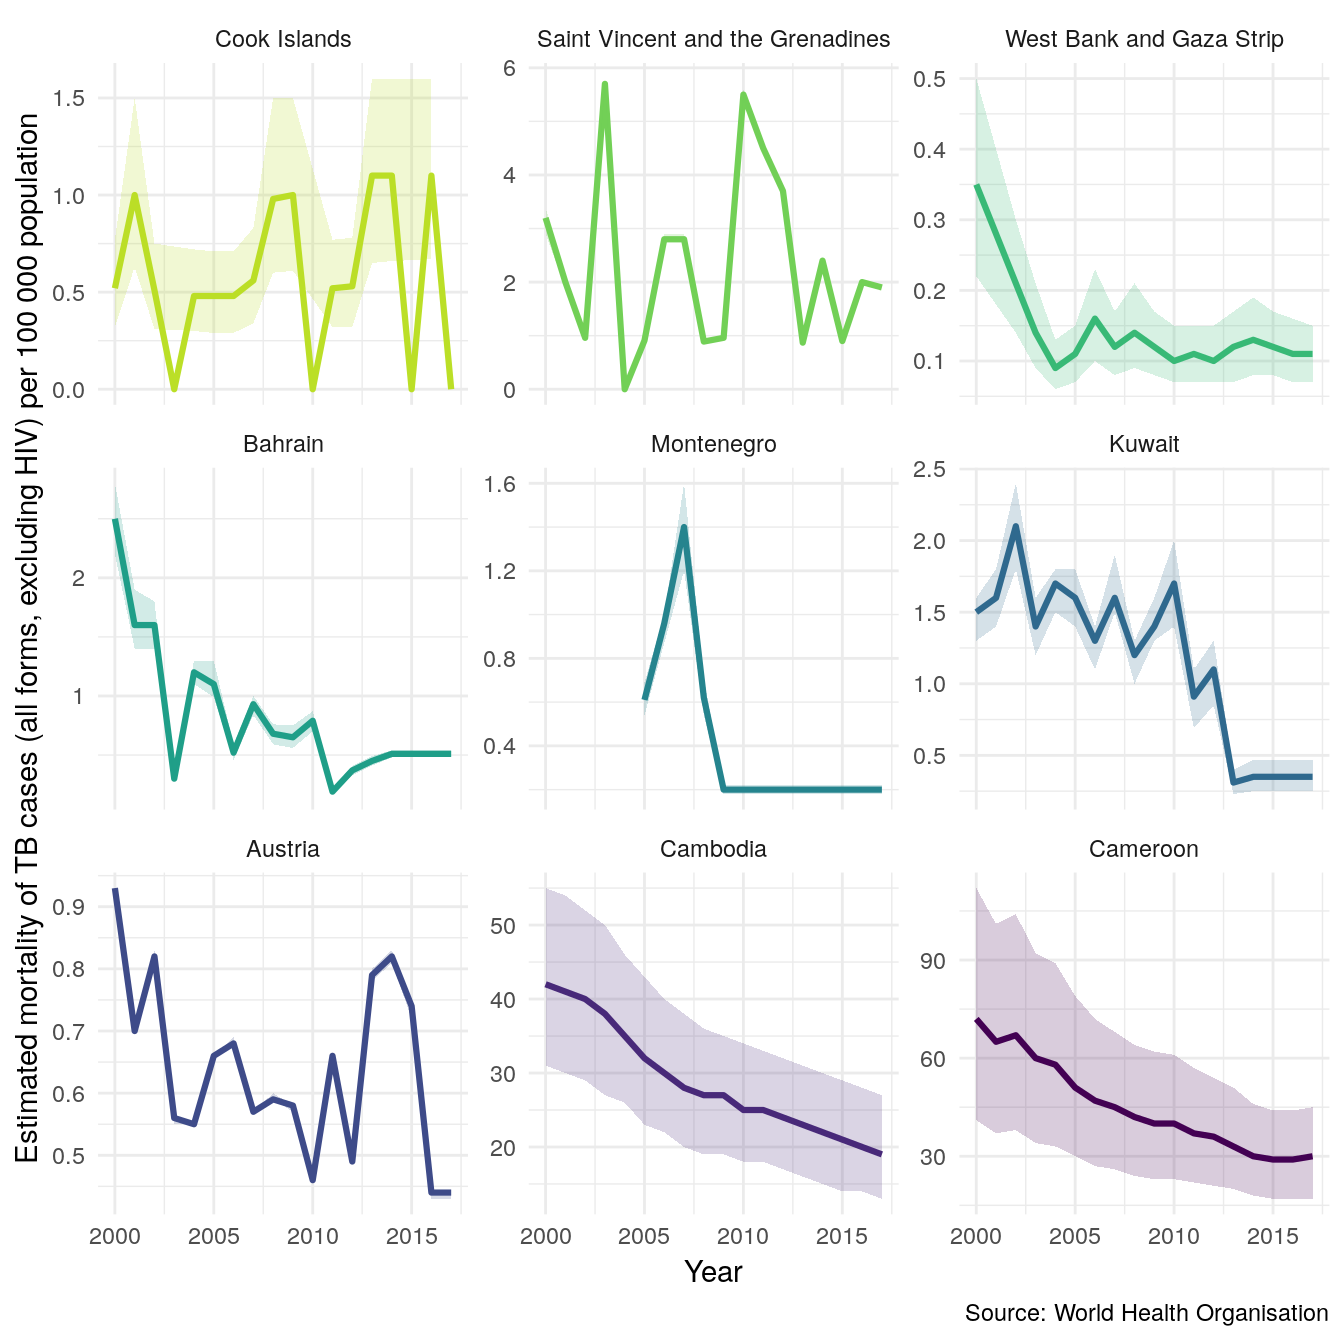 Cook Islands
Saint Vincent and the Grenadines
West Bank and Gaza Strip
1.5
1.0
0.5
0.0
6
4
2
0
0.5
0.4
0.3
0.2
0.1
Bahrain
Montenegro
Kuwait
2
1
1.6
1.2
0.8
0.4
2.5
2.0
1.5
1.0
0.5
Austria
Cambodia
Cameroon
0.9
0.8
0.7
0.6
0.5
50
40
30
20
90
60
30
2000 2005 2010 2015
2000 2005 2010 2015
2000 2005 2010 2015
Estimated mortality of TB cases (all forms, excluding HIV) per 100 000 population
Year
Source: World Health Organisation